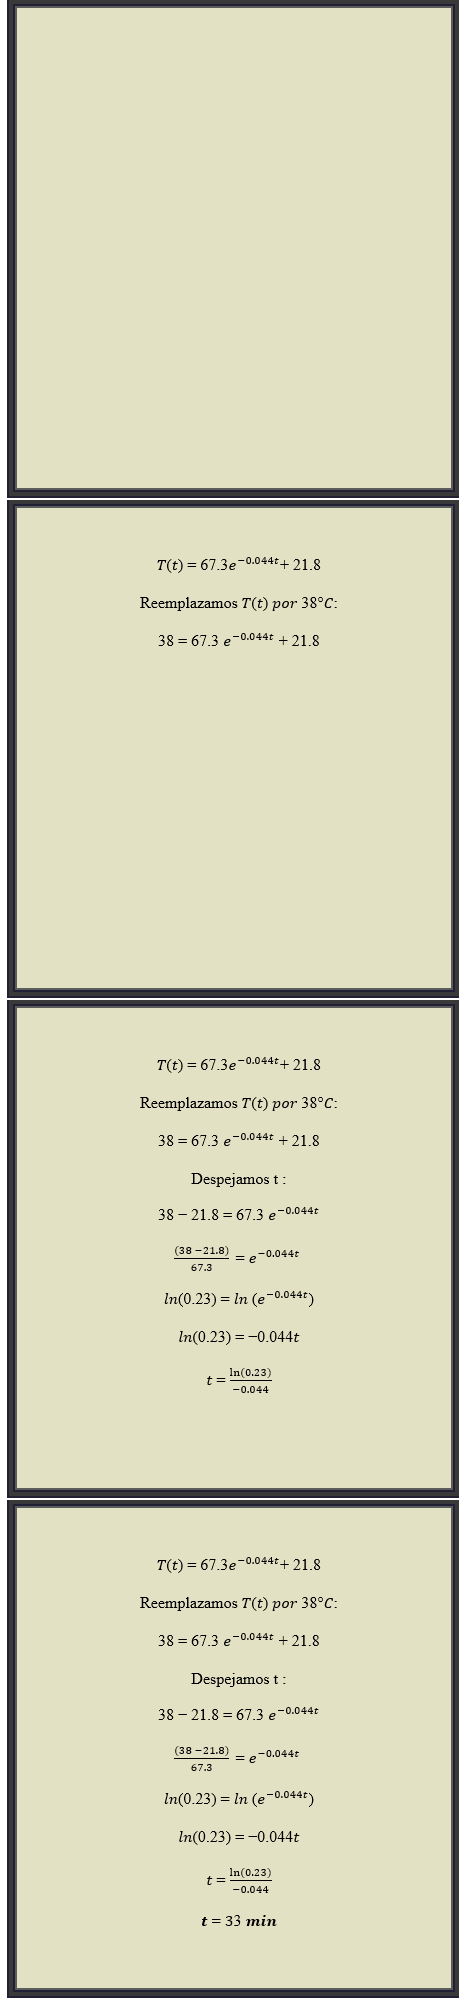 T(t) = 67.3e^−0.044t + 21.8
Reemplazamos T(t) por 38°C:
38 = 67.3 e^−0.044t + 21.8
T(t) = 67.3e^−0.044t + 21.8
Reemplazamos T(t) por 38°C:
38 = 67.3 e^−0.044t + 21.8
Despejamos t :
38 − 21.8 = 67.3 e^−0.044t
(38 −21.8)/67.3 = e^−0.044t
ln(0.23) = ln (e^−0.044t)
ln(0.23) = −0.044t
t = ln(0.23)/−0.044
T(t) = 67.3e^−0.044t + 21.8
Reemplazamos T(t) por 38°C:
38 = 67.3 e^−0.044t + 21.8
Despejamos t :
38 − 21.8 = 67.3 e^−0.044t
(38 −21.8)/67.3 = e^−0.044t
ln(0.23) = ln (e^−0.044t)
ln(0.23) = −0.044t
t = ln(0.23)/−0.044
t = 33 min